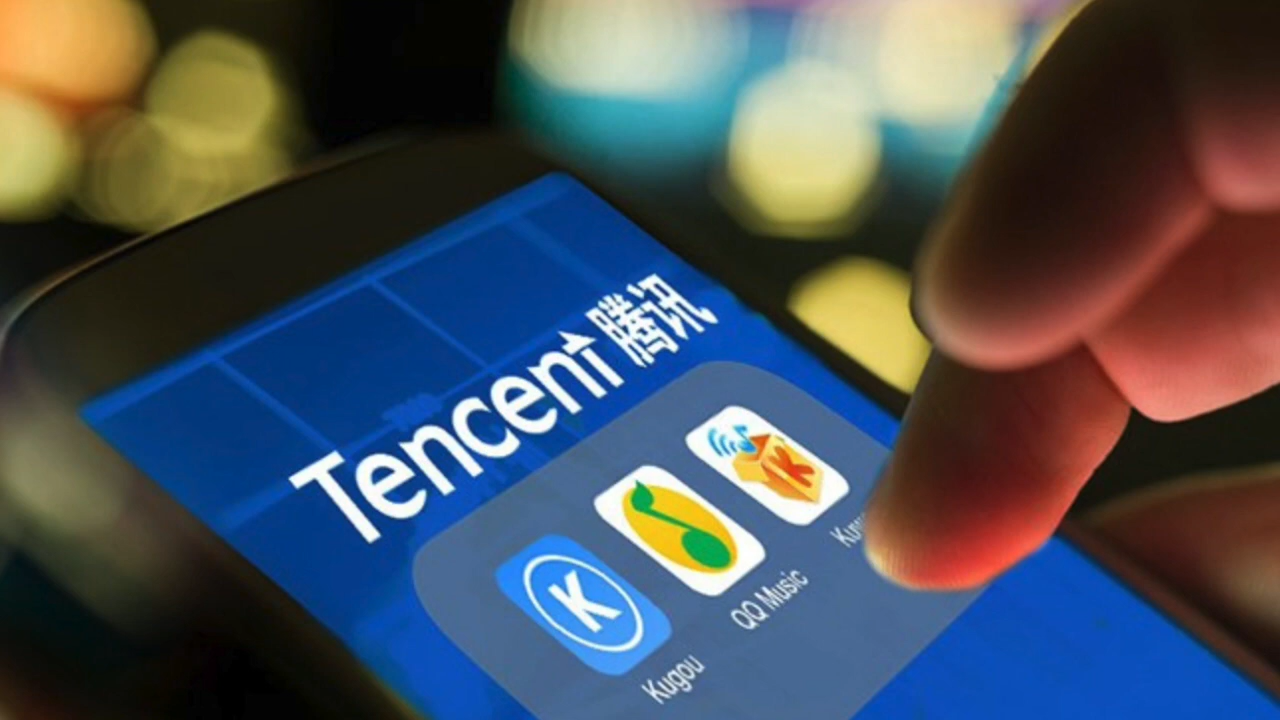 Tencent 腾讯
Kugou
QQ Music
K
K